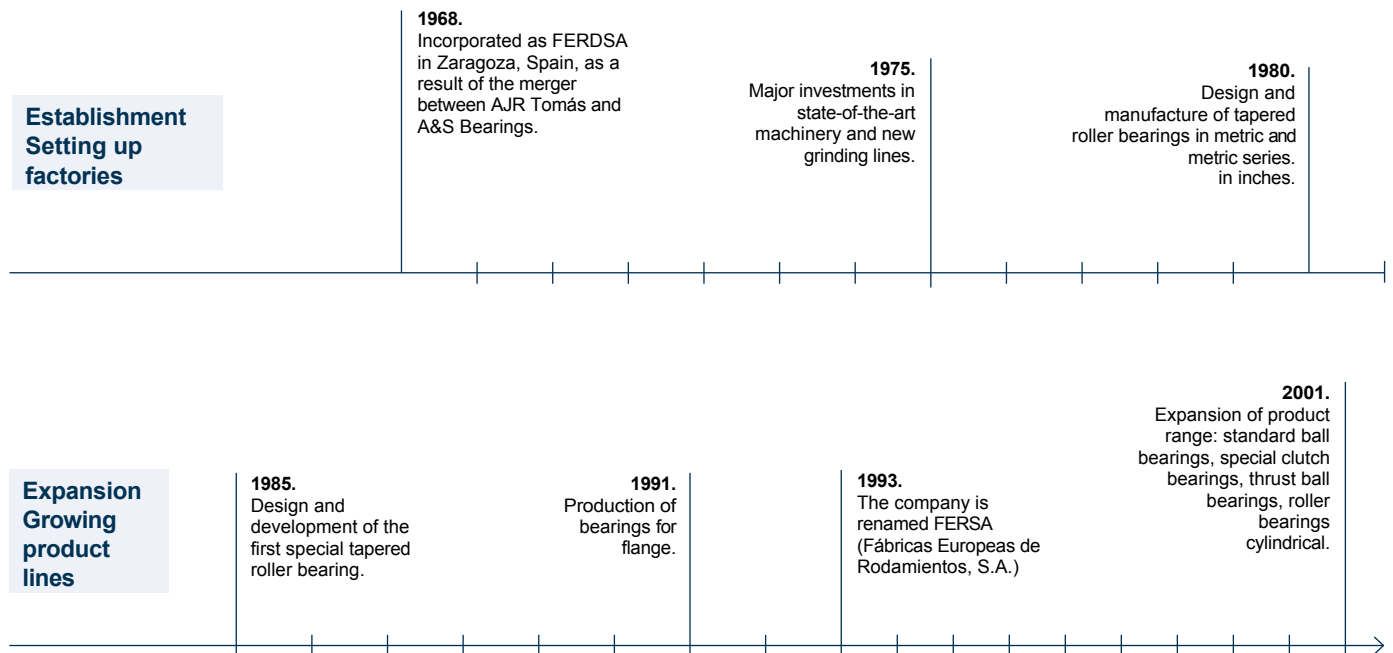 1968.
Incorporated as FERDSA
in Zaragoza, Spain, as a
result of the merger
between AJR Tomás and
A&S Bearings.
1975.
Major investments in
state-of-the-art
machinery and new
grinding lines.
1980.
Design and
manufacture of tapered
roller bearings in metric and
metric series.
in inches.
Establishment
Setting up
factories
2001.
Expansion of product
range: standard ball
bearings, special clutch
bearings, thrust ball
bearings, roller
bearings
cylindrical.
Expansion
Growing
product
lines
1985.
Design and
development of the
first special tapered
roller bearing.
1991.
Production of
bearings for
flange.
1993.
The company is
renamed FERSA
(Fábricas Europeas de
Rodamientos, S.A.)